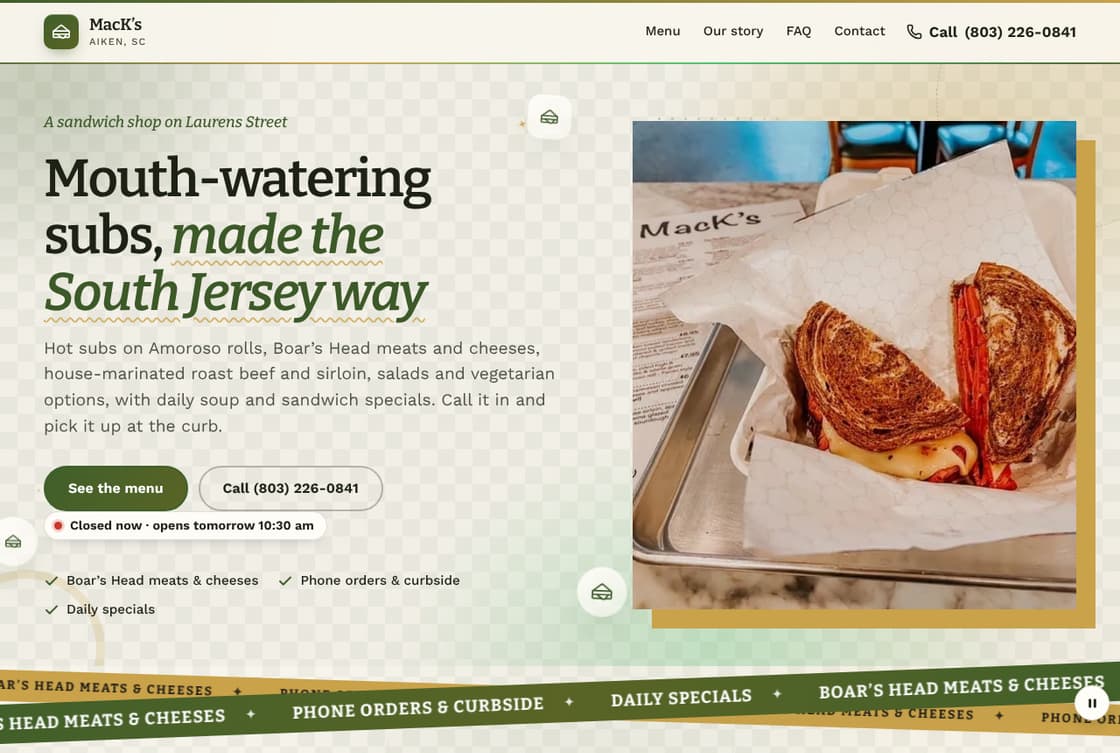 MacK's
AIKEN, SC
Menu
Our story
FAQ
Contact
Call (803) 226-0841
A sandwich shop on Laurens Street
Mouth-watering
subs, made the
South Jersey way
Hot subs on Amoroso rolls, Boar's Head meats and cheeses,
house-marinated roast beef and sirloin, salads and vegetarian
options, with daily soup and sandwich specials. Call it in and
pick it up at the curb.
See the menu
Call (803) 226-0841
Closed now · opens tomorrow 10:30 am
Boar's Head meats & cheeses
Phone orders & curbside
Daily specials
MacK's
BOAR'S HEAD MEATS & CHEESES
HEAD MEATS & CHEESES ✦ PHONE ORDERS & CURBSIDE ✦ DAILY SPECIALS ✦ BOAR'S HEAD MEATS & CHEESES
MEATS & CHEESES ✦ PHONE